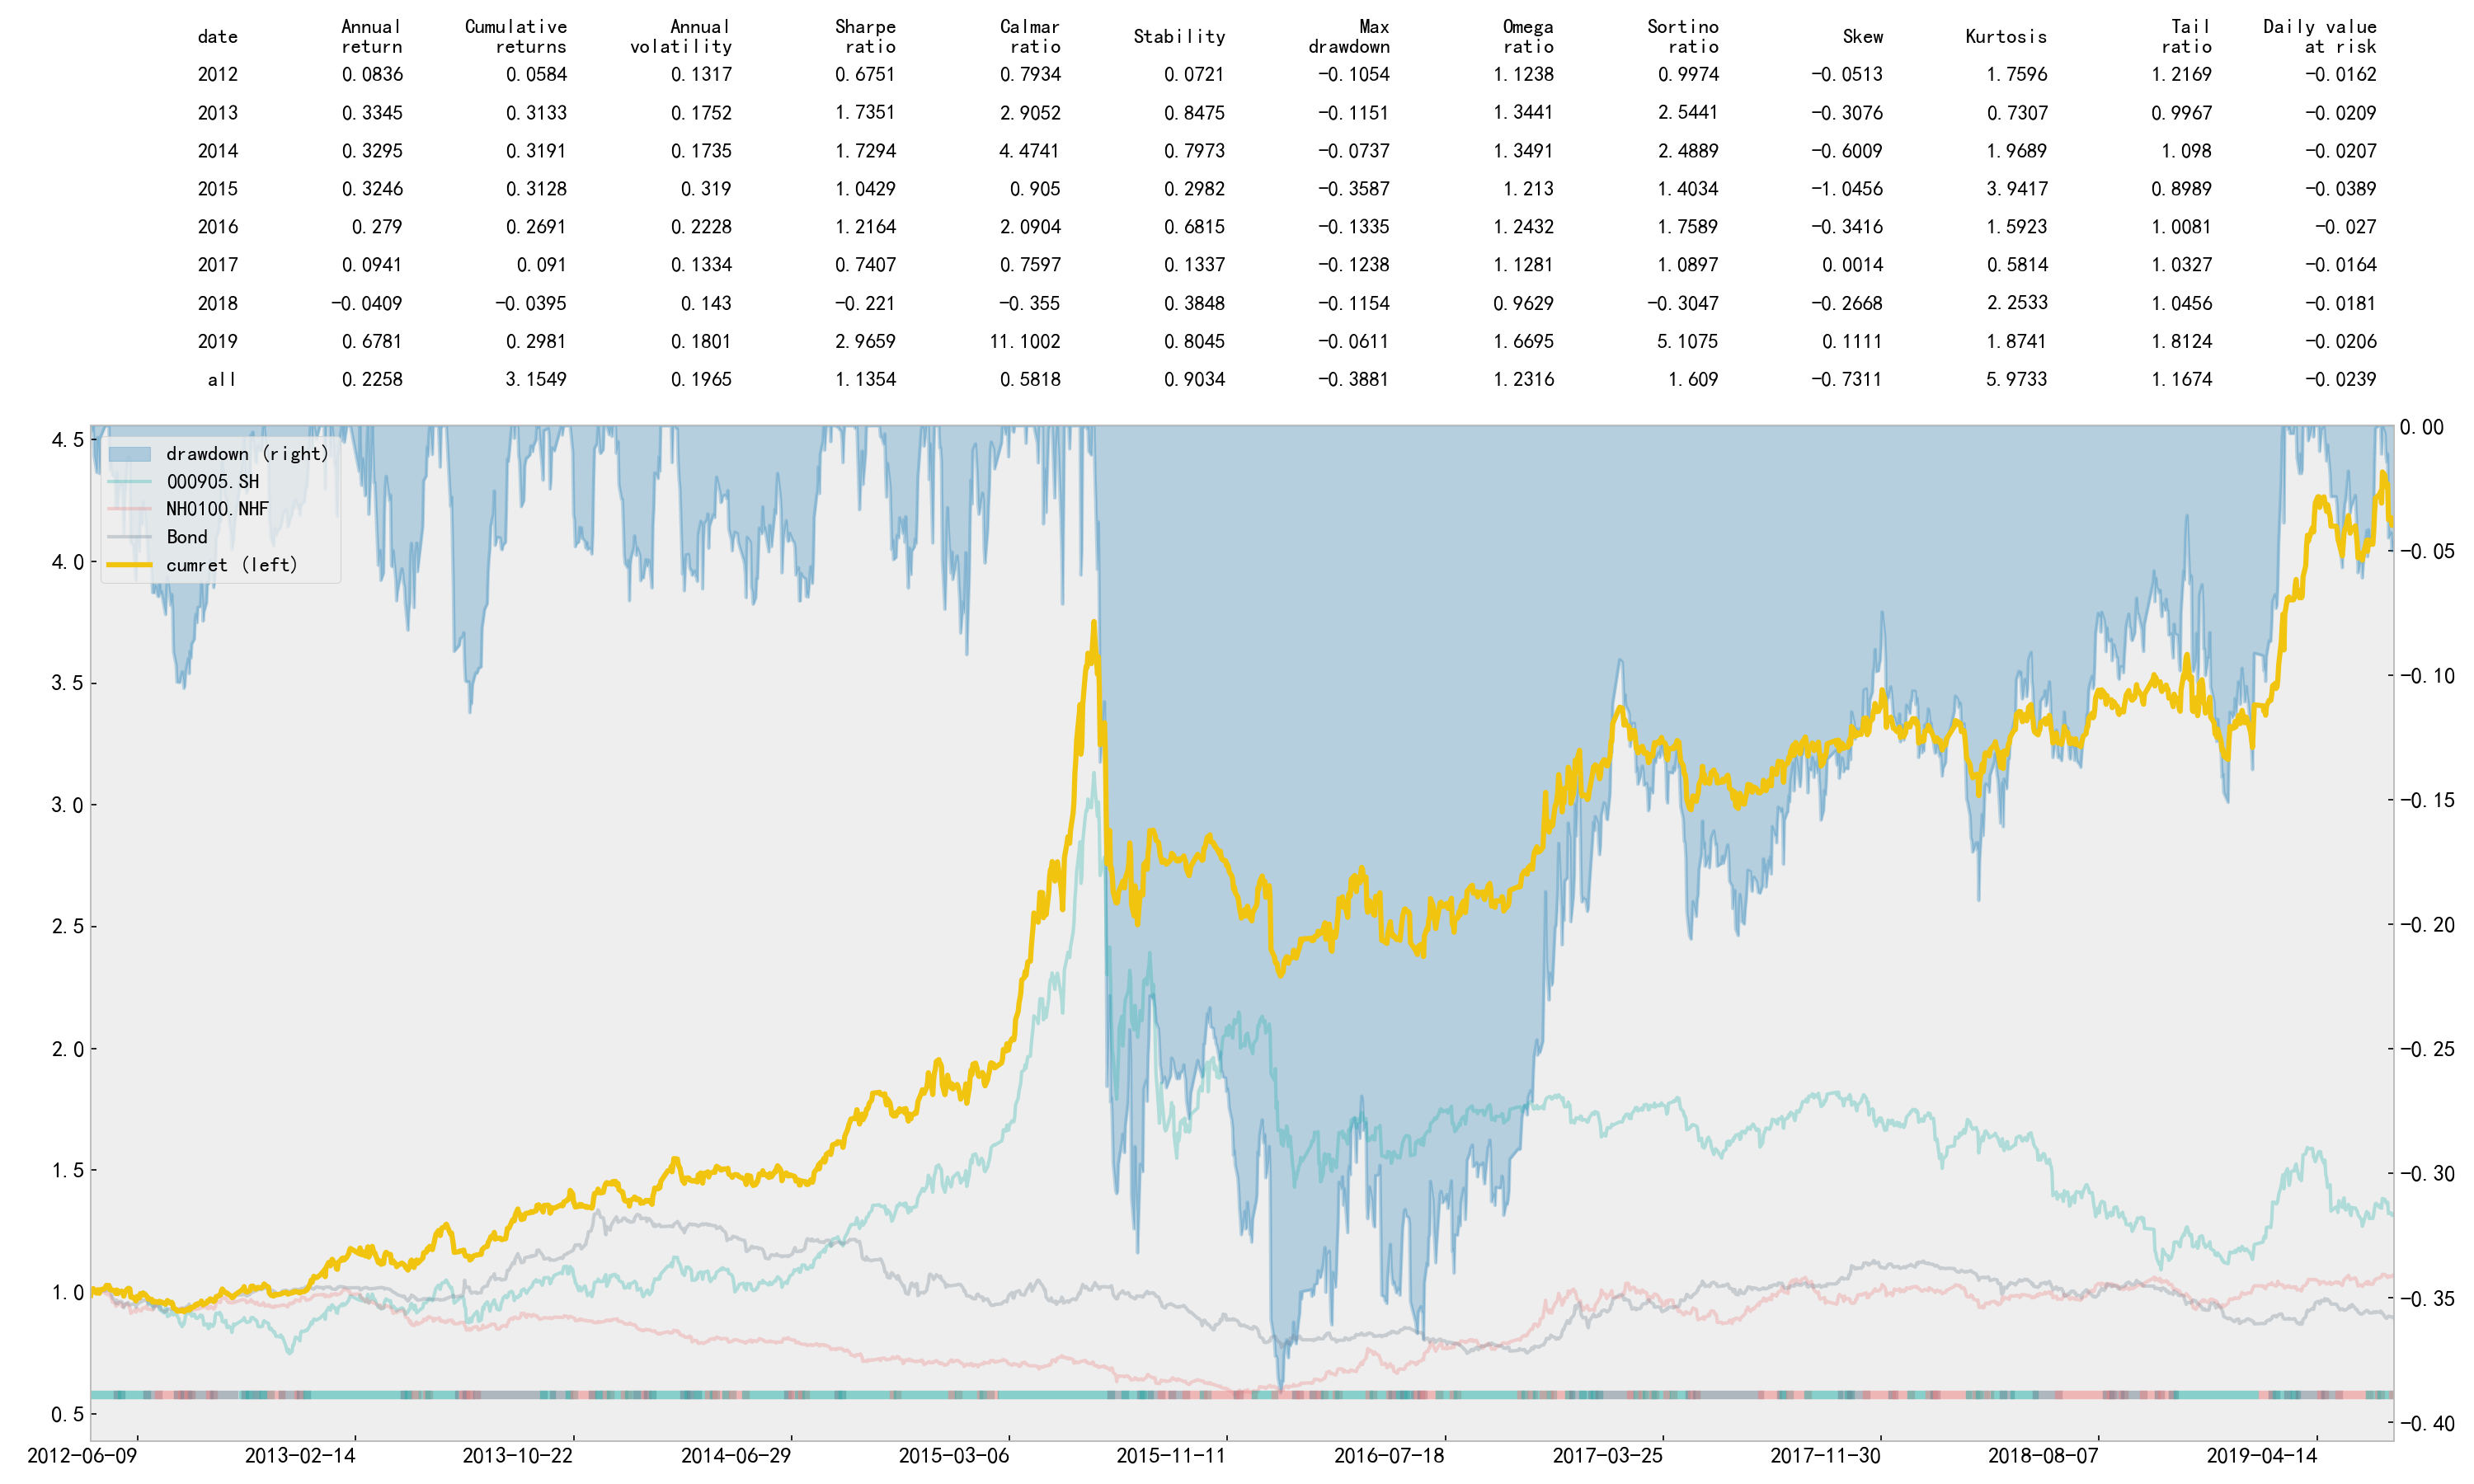 date Annual return Cumulative returns Annual volatility Sharpe ratio Calmar ratio Stability Max drawdown Omega ratio Sortino ratio Skew Kurtosis Tail ratio Daily value at risk
2012 0.0836 0.0584 0.1317 0.6751 0.7934 0.0721 -0.1054 1.1238 0.9974 -0.0513 1.7596 1.2169 -0.0162
2013 0.3345 0.3133 0.1752 1.7351 2.9052 0.8475 -0.1151 1.3441 2.5441 -0.3076 0.7307 0.9967 -0.0209
2014 0.3295 0.3191 0.1735 1.7294 4.4741 0.7973 -0.0737 1.3491 2.4889 -0.6009 1.9689 1.098 -0.0207
2015 0.3246 0.3128 0.319 1.0429 0.905 0.2982 -0.3587 1.213 1.4034 -1.0456 3.9417 0.8989 -0.0389
2016 0.279 0.2691 0.2228 1.2164 2.0904 0.6815 -0.1335 1.2432 1.7589 -0.3416 1.5923 1.0081 -0.027
2017 0.0941 0.091 0.1334 0.7407 0.7597 0.1337 -0.1238 1.1281 1.0897 0.0014 0.5814 1.0327 -0.0164
2018 -0.0409 -0.0395 0.143 -0.221 -0.355 0.3848 -0.1154 0.9629 -0.3047 -0.2668 2.2533 1.0456 -0.0181
2019 0.6781 0.2981 0.1801 2.9659 11.1002 0.8045 -0.0611 1.6695 5.1075 0.1111 1.8741 1.8124 -0.0206
all 0.2258 3.1549 0.1965 1.1354 0.5818 0.9034 -0.3881 1.2316 1.609 -0.7311 5.9733 1.1674 -0.0239
drawdown (right)
000905.SH
NH0100.NHF
Bond
cumret (left)
4.5
4.0
3.5
3.0
2.5
2.0
1.5
1.0
0.5
0.00
-0.05
-0.10
-0.15
-0.20
-0.25
-0.30
-0.35
-0.40
2012-06-09 2013-02-14 2013-10-22 2014-06-29 2015-03-06 2015-11-11 2016-07-18 2017-03-25 2017-11-30 2018-08-07 2019-04-14